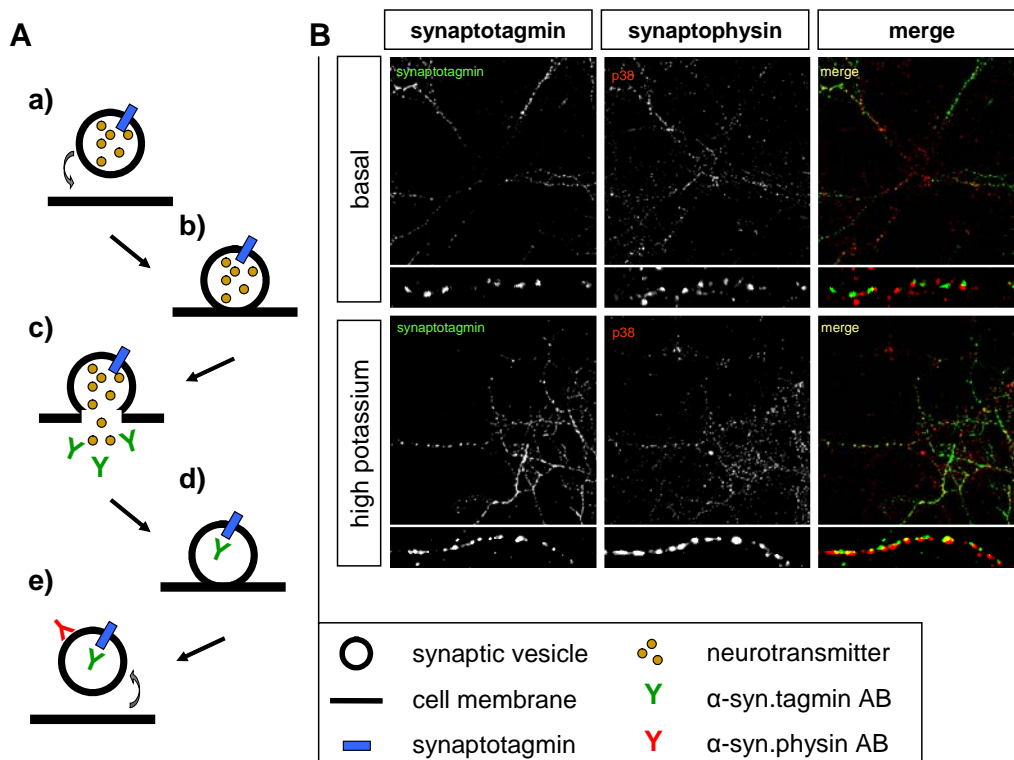 A
a)
b)
c)
d)
e)
B
synaptotagmin
synaptophysin
merge
basal
synaptotagmin
p38
merge
high potassium
synaptotagmin
p38
merge
synaptic vesicle
neurotransmitter
cell membrane
α-syn.tagmin AB
synaptotagmin
α-syn.physin AB